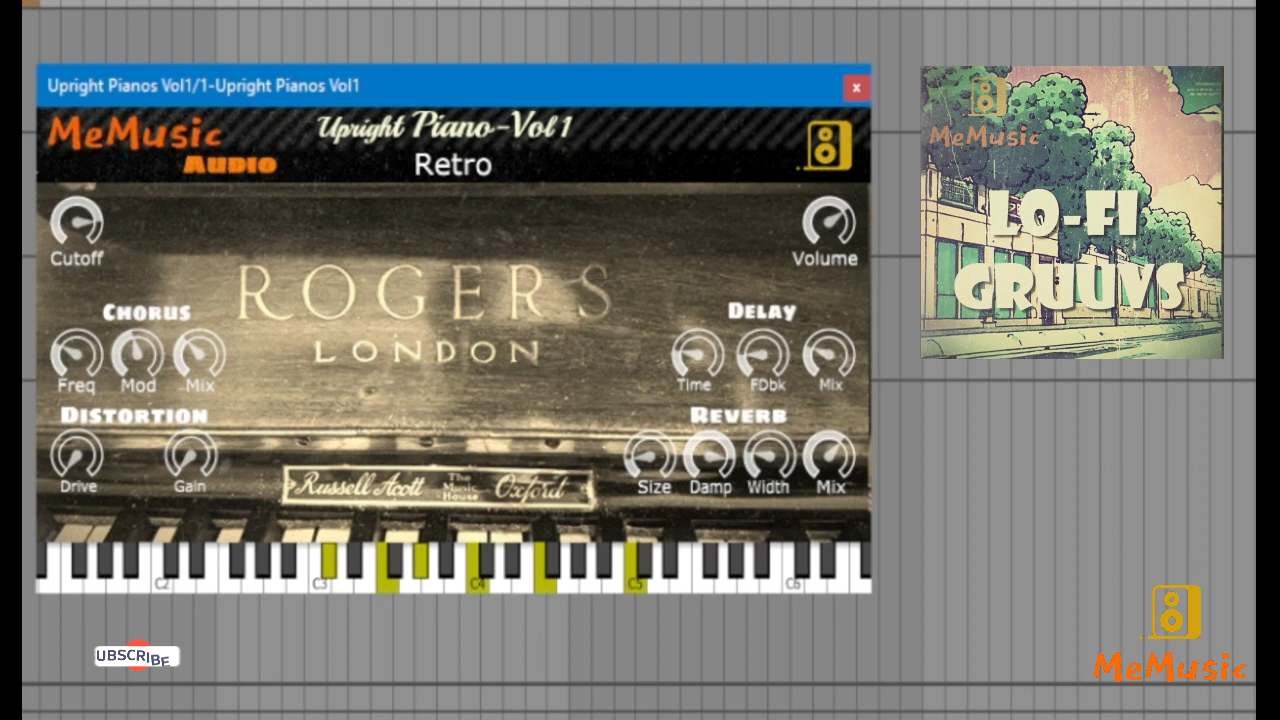 Upright Pianos Vol1/1-Upright Pianos Vol1
x
MeMusic
Audio
Upright Piano-Vol 1
Retro
Cutoff
Volume
ROGERS
LONDON
Chorus
Freq Mod Mix
Delay
Time FDbk Mix
Distortion
Drive Gain
Reverb
Size Damp Width Mix
Russell Acott The Music House Oxford
C2 C3 C4 C5 C6
MeMusic
LO-FI
GRUUVS
UBSCRIBE
MeMusic